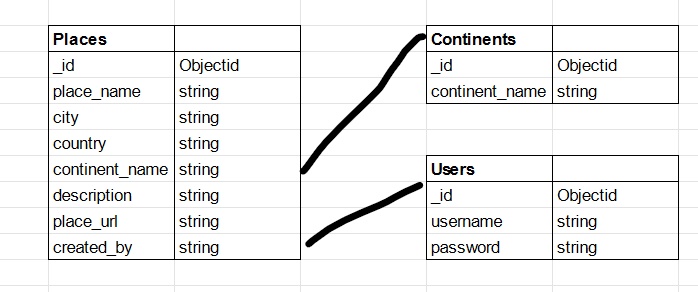 Places
_id Objectid
place_name string
city string
country string
continent_name string
description string
place_url string
created_by string
Continents
_id Objectid
continent_name string
Users
_id Objectid
username string
password string